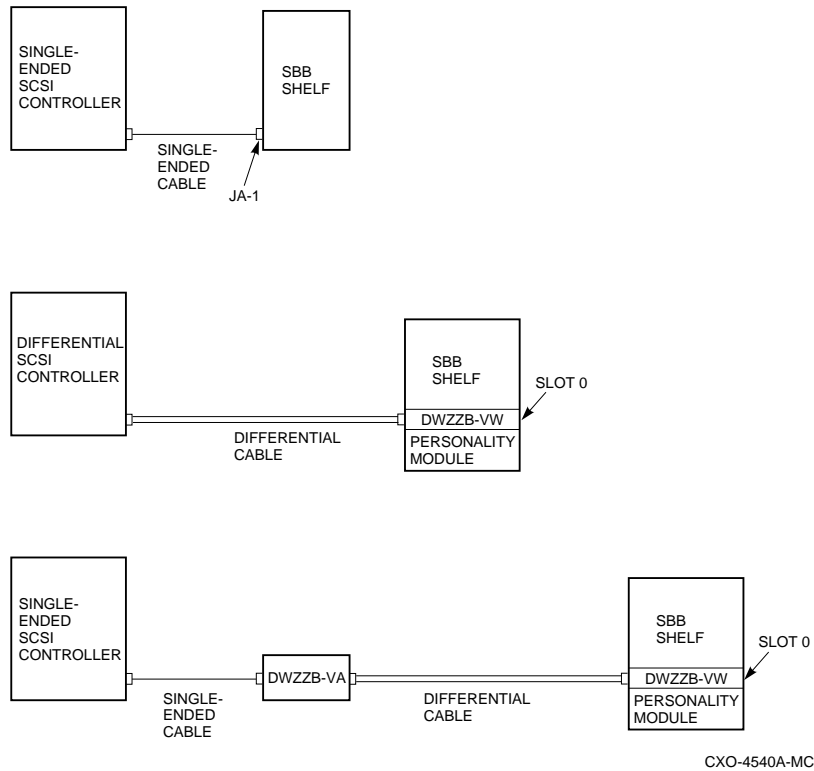 SINGLE-
ENDED
SCSI
CONTROLLER
SBB
SHELF
SINGLE-
ENDED
CABLE
JA-1
DIFFERENTIAL
SCSI
CONTROLLER
SBB
SHELF
SLOT 0
DWZZB-VW
DIFFERENTIAL
CABLE
PERSONALITY
MODULE
SINGLE-
ENDED
SCSI
CONTROLLER
SBB
SHELF
SLOT 0
DWZZB-VA
DWZZB-VW
SINGLE-
ENDED
CABLE
DIFFERENTIAL
CABLE
PERSONALITY
MODULE
CXO-4540A-MC